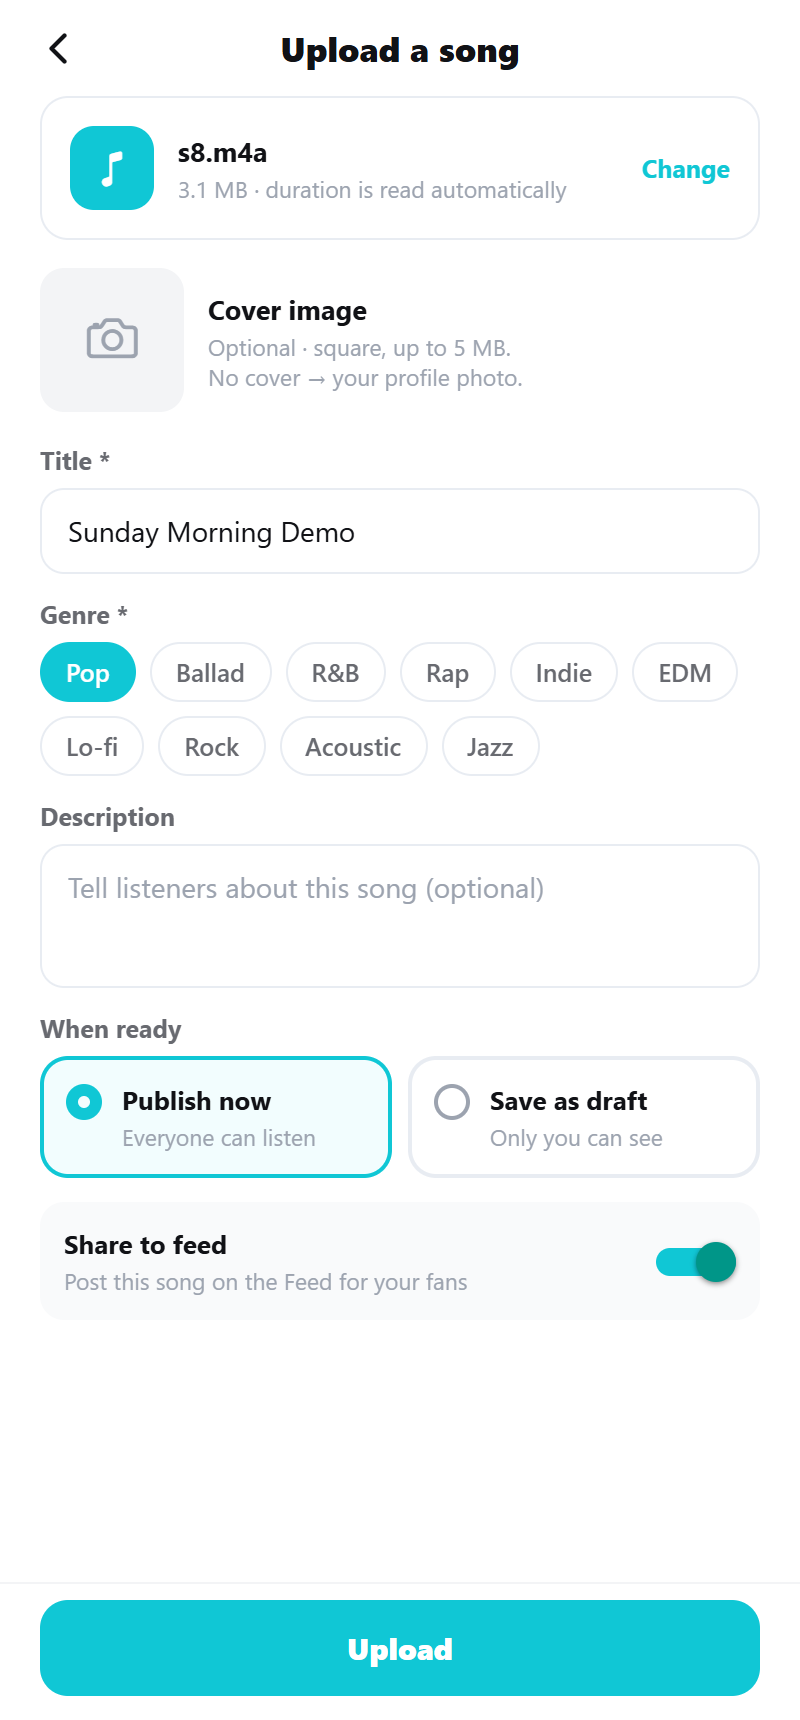 Upload a song
s8.m4a
3.1 MB · duration is read automatically
Change
Cover image
Optional · square, up to 5 MB.
No cover → your profile photo.
Title *
Sunday Morning Demo
Genre *
Pop Ballad R&B Rap Indie EDM
Lo-fi Rock Acoustic Jazz
Description
Tell listeners about this song (optional)
When ready
Publish now
Everyone can listen
Save as draft
Only you can see
Share to feed
Post this song on the Feed for your fans
Upload